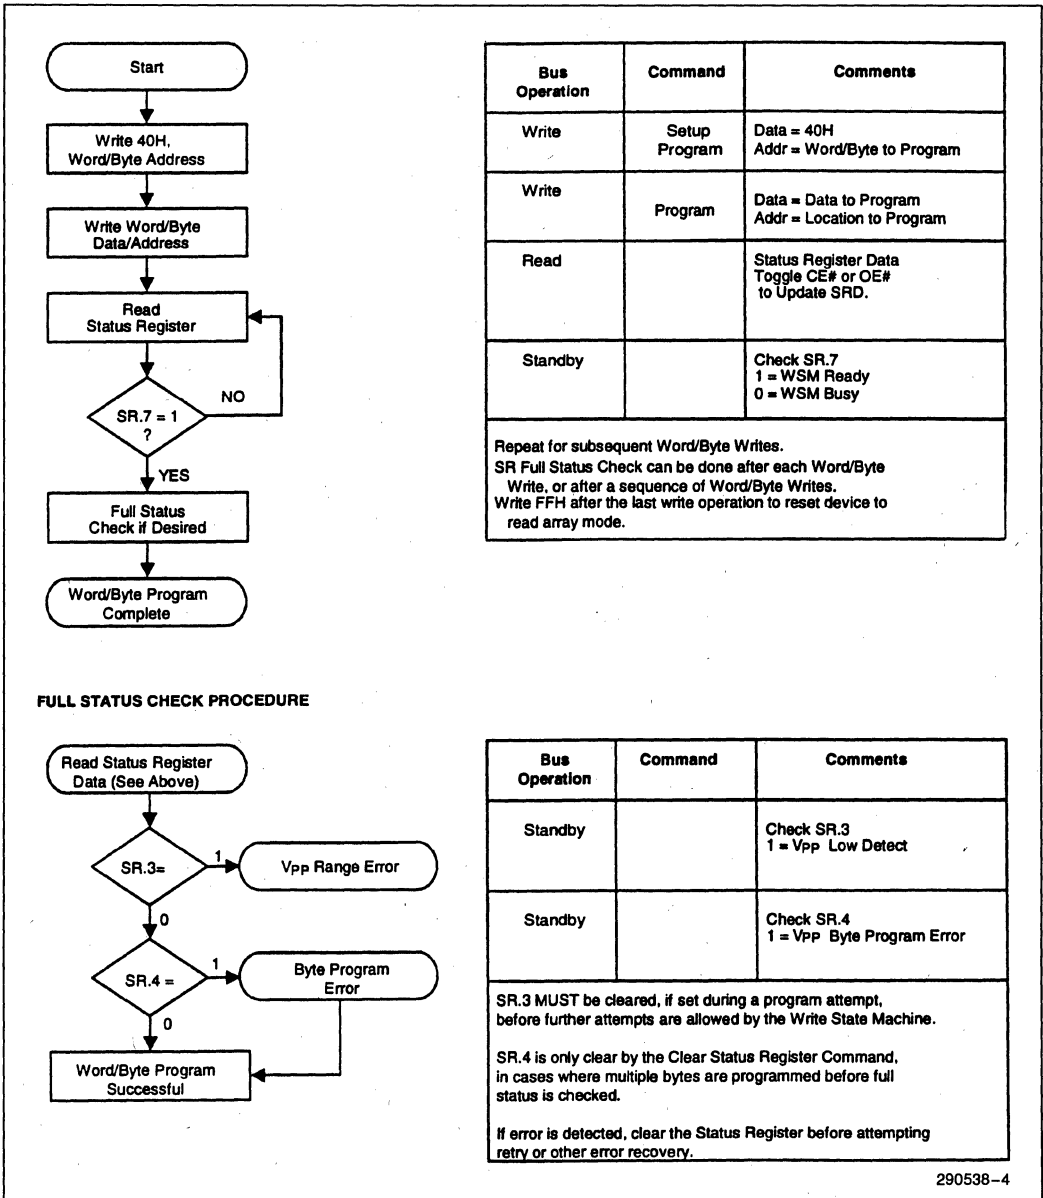 Start
Write 40H,
Word/Byte Address
Write Word/Byte
Data/Address
Read
Status Register
NO
SR.7 = 1
?
YES
Full Status
Check if Desired
Word/Byte Program
Complete
Bus
Operation
Command
Comments
Write
Setup
Program
Data = 40H
Addr = Word/Byte to Program
Write
Program
Data = Data to Program
Addr = Location to Program
Read
Status Register Data
Toggle CE# or OE#
to Update SRD.
Standby
Check SR.7
1 = WSM Ready
0 = WSM Busy
Repeat for subsequent Word/Byte Writes.
SR Full Status Check can be done after each Word/Byte
Write, or after a sequence of Word/Byte Writes.
Write FFH after the last write operation to reset device to
read array mode.
FULL STATUS CHECK PROCEDURE
Read Status Register
Data (See Above)
SR.3=
1
VPP Range Error
0
SR.4 =
1
Byte Program
Error
0
Word/Byte Program
Successful
Bus
Operation
Command
Comments
Standby
Check SR.3
1 = VPP Low Detect
Standby
Check SR.4
1 = VPP Byte Program Error
SR.3 MUST be cleared, if set during a program attempt,
before further attempts are allowed by the Write State Machine.
SR.4 is only clear by the Clear Status Register Command,
in cases where multiple bytes are programmed before full
status is checked.
If error is detected, clear the Status Register before attempting
retry or other error recovery.
290538–4